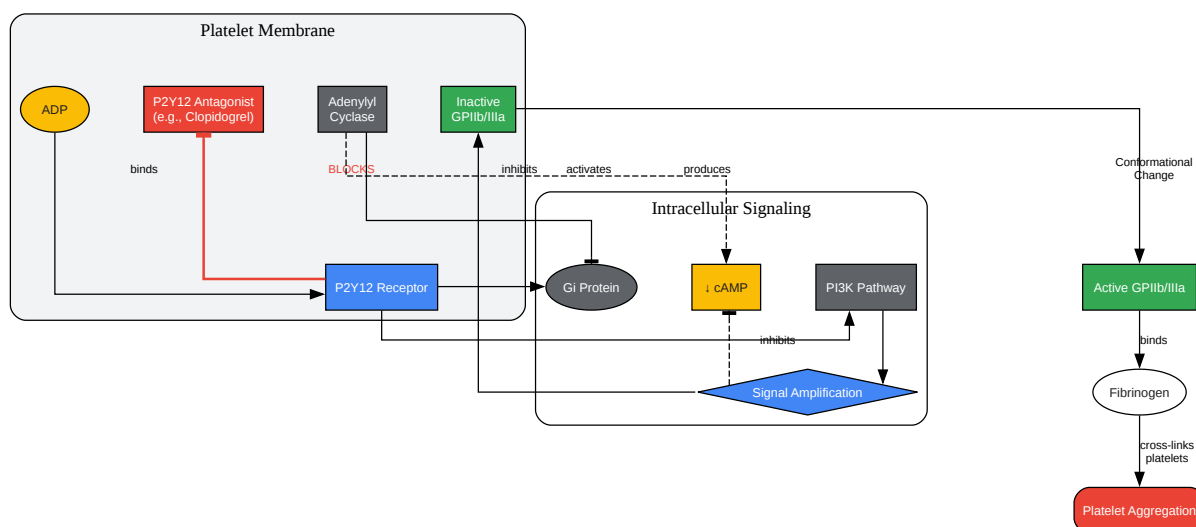 Platelet Membrane
ADP
P2Y12 Antagonist
(e.g., Clopidogrel)
Adenylyl
Cyclase
Inactive
GPIIb/IIIa
binds
BLOCKS
inhibits
activates
produces
Conformational
Change
Intracellular Signaling
P2Y12 Receptor
Gi Protein
↓ cAMP
PI3K Pathway
Active GPIIb/IIIa
inhibits
binds
Signal Amplification
Fibrinogen
cross-links
platelets
Platelet Aggregation